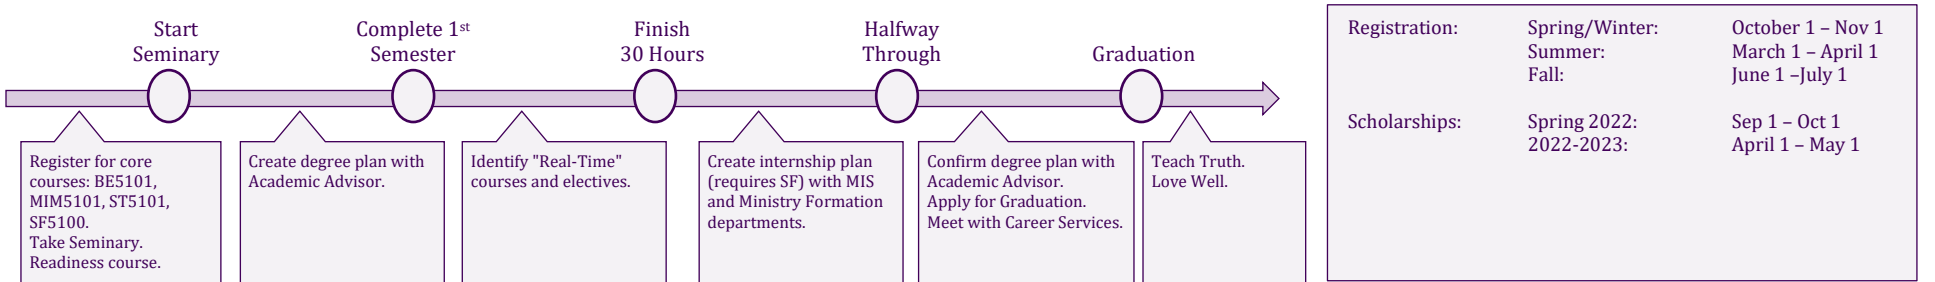 Start
Seminary
Complete 1st
Semester
Finish
30 Hours
Halfway
Through
Graduation
Register for core
courses: BE5101,
MIM5101, ST5101,
SF5100.
Take Seminary.
Readiness course.
Create degree plan with
Academic Advisor.
Identify "Real-Time"
courses and electives.
Create internship plan
(requires SF) with MIS
and Ministry Formation
departments.
Confirm degree plan with
Academic Advisor.
Apply for Graduation.
Meet with Career Services.
Teach Truth.
Love Well.
Registration: Spring/Winter: October 1 – Nov 1
Summer: March 1 – April 1
Fall: June 1 –July 1
Scholarships: Spring 2022: Sep 1 – Oct 1
2022-2023: April 1 – May 1